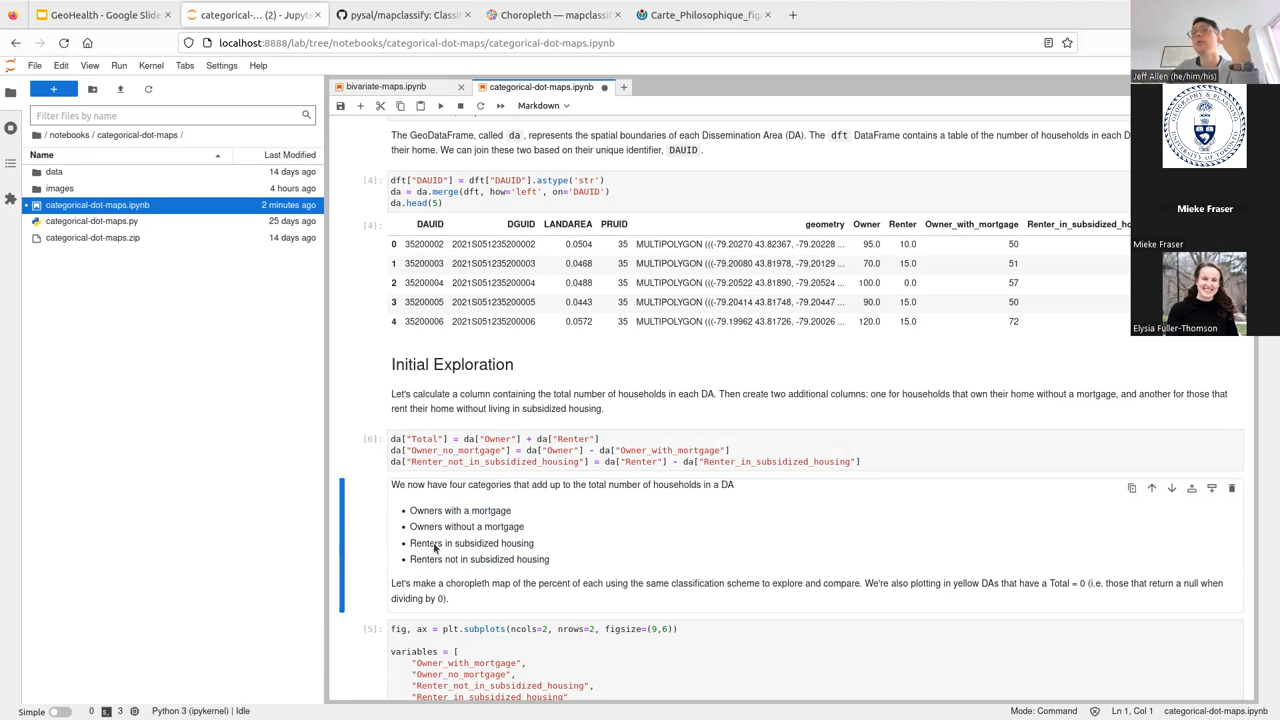 GeoHealth - Google Slide
categorical-... (2) - Jupyte
pysal/mapclassify: Classif
Choropleth — mapclassif
Carte_Philosophique_fig
localhost:8888/lab/tree/notebooks/categorical-dot-maps/categorical-dot-maps.ipynb
File Edit View Run Kernel Tabs Settings Help
Filter files by name
/ notebooks / categorical-dot-maps /
Name Last Modified
data 14 days ago
images 4 hours ago
categorical-dot-maps.ipynb 2 minutes ago
categorical-dot-maps.py 25 days ago
categorical-dot-maps.zip 14 days ago
bivariate-maps.ipynb
categorical-dot-maps.ipynb
Markdown
The GeoDataFrame, called da, represents the spatial boundaries of each Dissemination Area (DA). The dft DataFrame contains a table of the number of households in each D
their home. We can join these two based on their unique identifier, DAUID.
[4]:
dft["DAUID"] = dft["DAUID"].astype('str')
da = da.merge(dft, how='left', on='DAUID')
da.head(5)
[4]:
DAUID DGUID LANDAREA PRUID geometry Owner Renter Owner_with_mortgage Renter_in_subsidized_ho
0 35200002 2021S051235200002 0.0504 35 MULTIPOLYGON (((-79.20270 43.82367, -79.20228 ... 95.0 10.0 50
1 35200003 2021S051235200003 0.0468 35 MULTIPOLYGON (((-79.20080 43.81978, -79.20129 ... 70.0 15.0 51
2 35200004 2021S051235200004 0.0488 35 MULTIPOLYGON (((-79.20522 43.81890, -79.20524 ... 100.0 0.0 57
3 35200005 2021S051235200005 0.0443 35 MULTIPOLYGON (((-79.20414 43.81748, -79.20447 ... 90.0 15.0 50
4 35200006 2021S051235200006 0.0572 35 MULTIPOLYGON (((-79.19962 43.81726, -79.20026 ... 120.0 15.0 72
Initial Exploration
Let's calculate a column containing the total number of households in each DA. Then create two additional columns: one for households that own their home without a mortgage, and another for those that
rent their home without living in subsidized housing.
[6]:
da["Total"] = da["Owner"] + da["Renter"]
da["Owner_no_mortgage"] = da["Owner"] - da["Owner_with_mortgage"]
da["Renter_not_in_subsidized_housing"] = da["Renter"] - da["Renter_in_subsidized_housing"]
We now have four categories that add up to the total number of households in a DA
• Owners with a mortgage
• Owners without a mortgage
• Renters in subsidized housing
• Renters not in subsidized housing
Let's make a choropleth map of the percent of each using the same classification scheme to explore and compare. We're also plotting in yellow DAs that have a Total = 0 (i.e. those that return a null when
dividing by 0).
[5]:
fig, ax = plt.subplots(ncols=2, nrows=2, figsize=(9,6))
variables = [
"Owner_with_mortgage",
"Owner_no_mortgage",
"Renter_not_in_subsidized_housing",
"Renter_in_subsidized_housing"
Jeff Allen (he/him/his)
Mieke Fraser
Mieke Fraser
Elysia Fuller-Thomson
Simple 0 3 Python 3 (ipykernel) | Idle
Mode: Command Ln 1, Col 1 categorical-dot-maps.ipynb